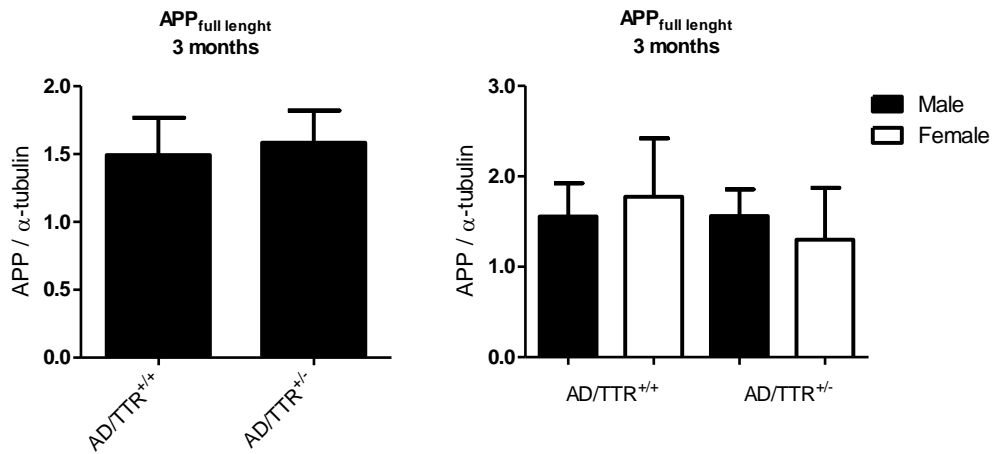 APPfull lenght
3 months
2.0
1.5
1.0
0.5
0.0
APP / α-tubulin
AD/TTR+/+
AD/TTR+/-
APPfull lenght
3 months
3.0
2.0
1.0
0.0
APP / α-tubulin
AD/TTR+/+
AD/TTR+/-
Male
Female